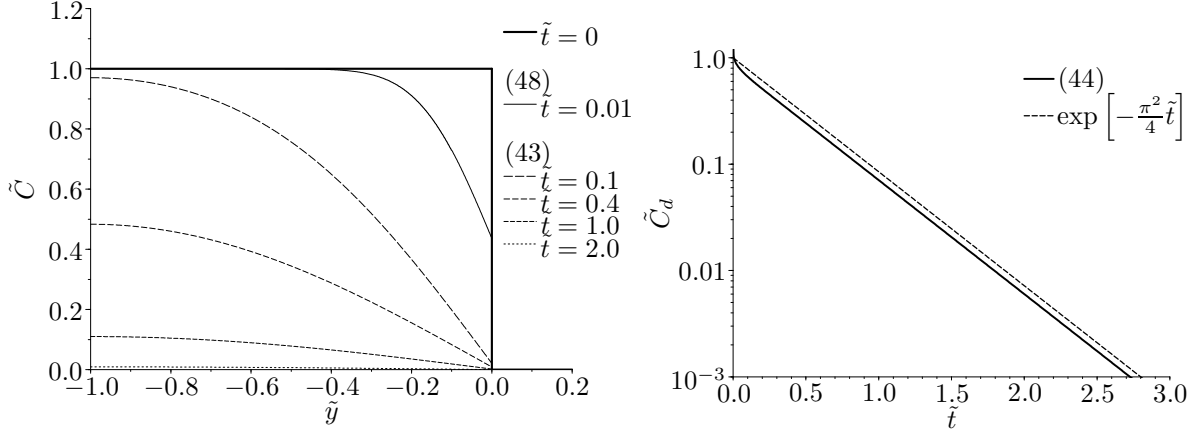 1.2
1.0
0.8
0.6
0.4
0.2
0.0
C̃
−1.0 −0.8 −0.6 −0.4 −0.2 0.0 0.2
ỹ
t̃ = 0
(48)
t̃ = 0.01
(43)
t̃ = 0.1
t̃ = 0.4
t̃ = 1.0
t̃ = 2.0
1.0
0.1
0.01
10⁻³
C̃_d
0.0 0.5 1.0 1.5 2.0 2.5 3.0
t̃
(44)
exp [−π²/4 t̃]